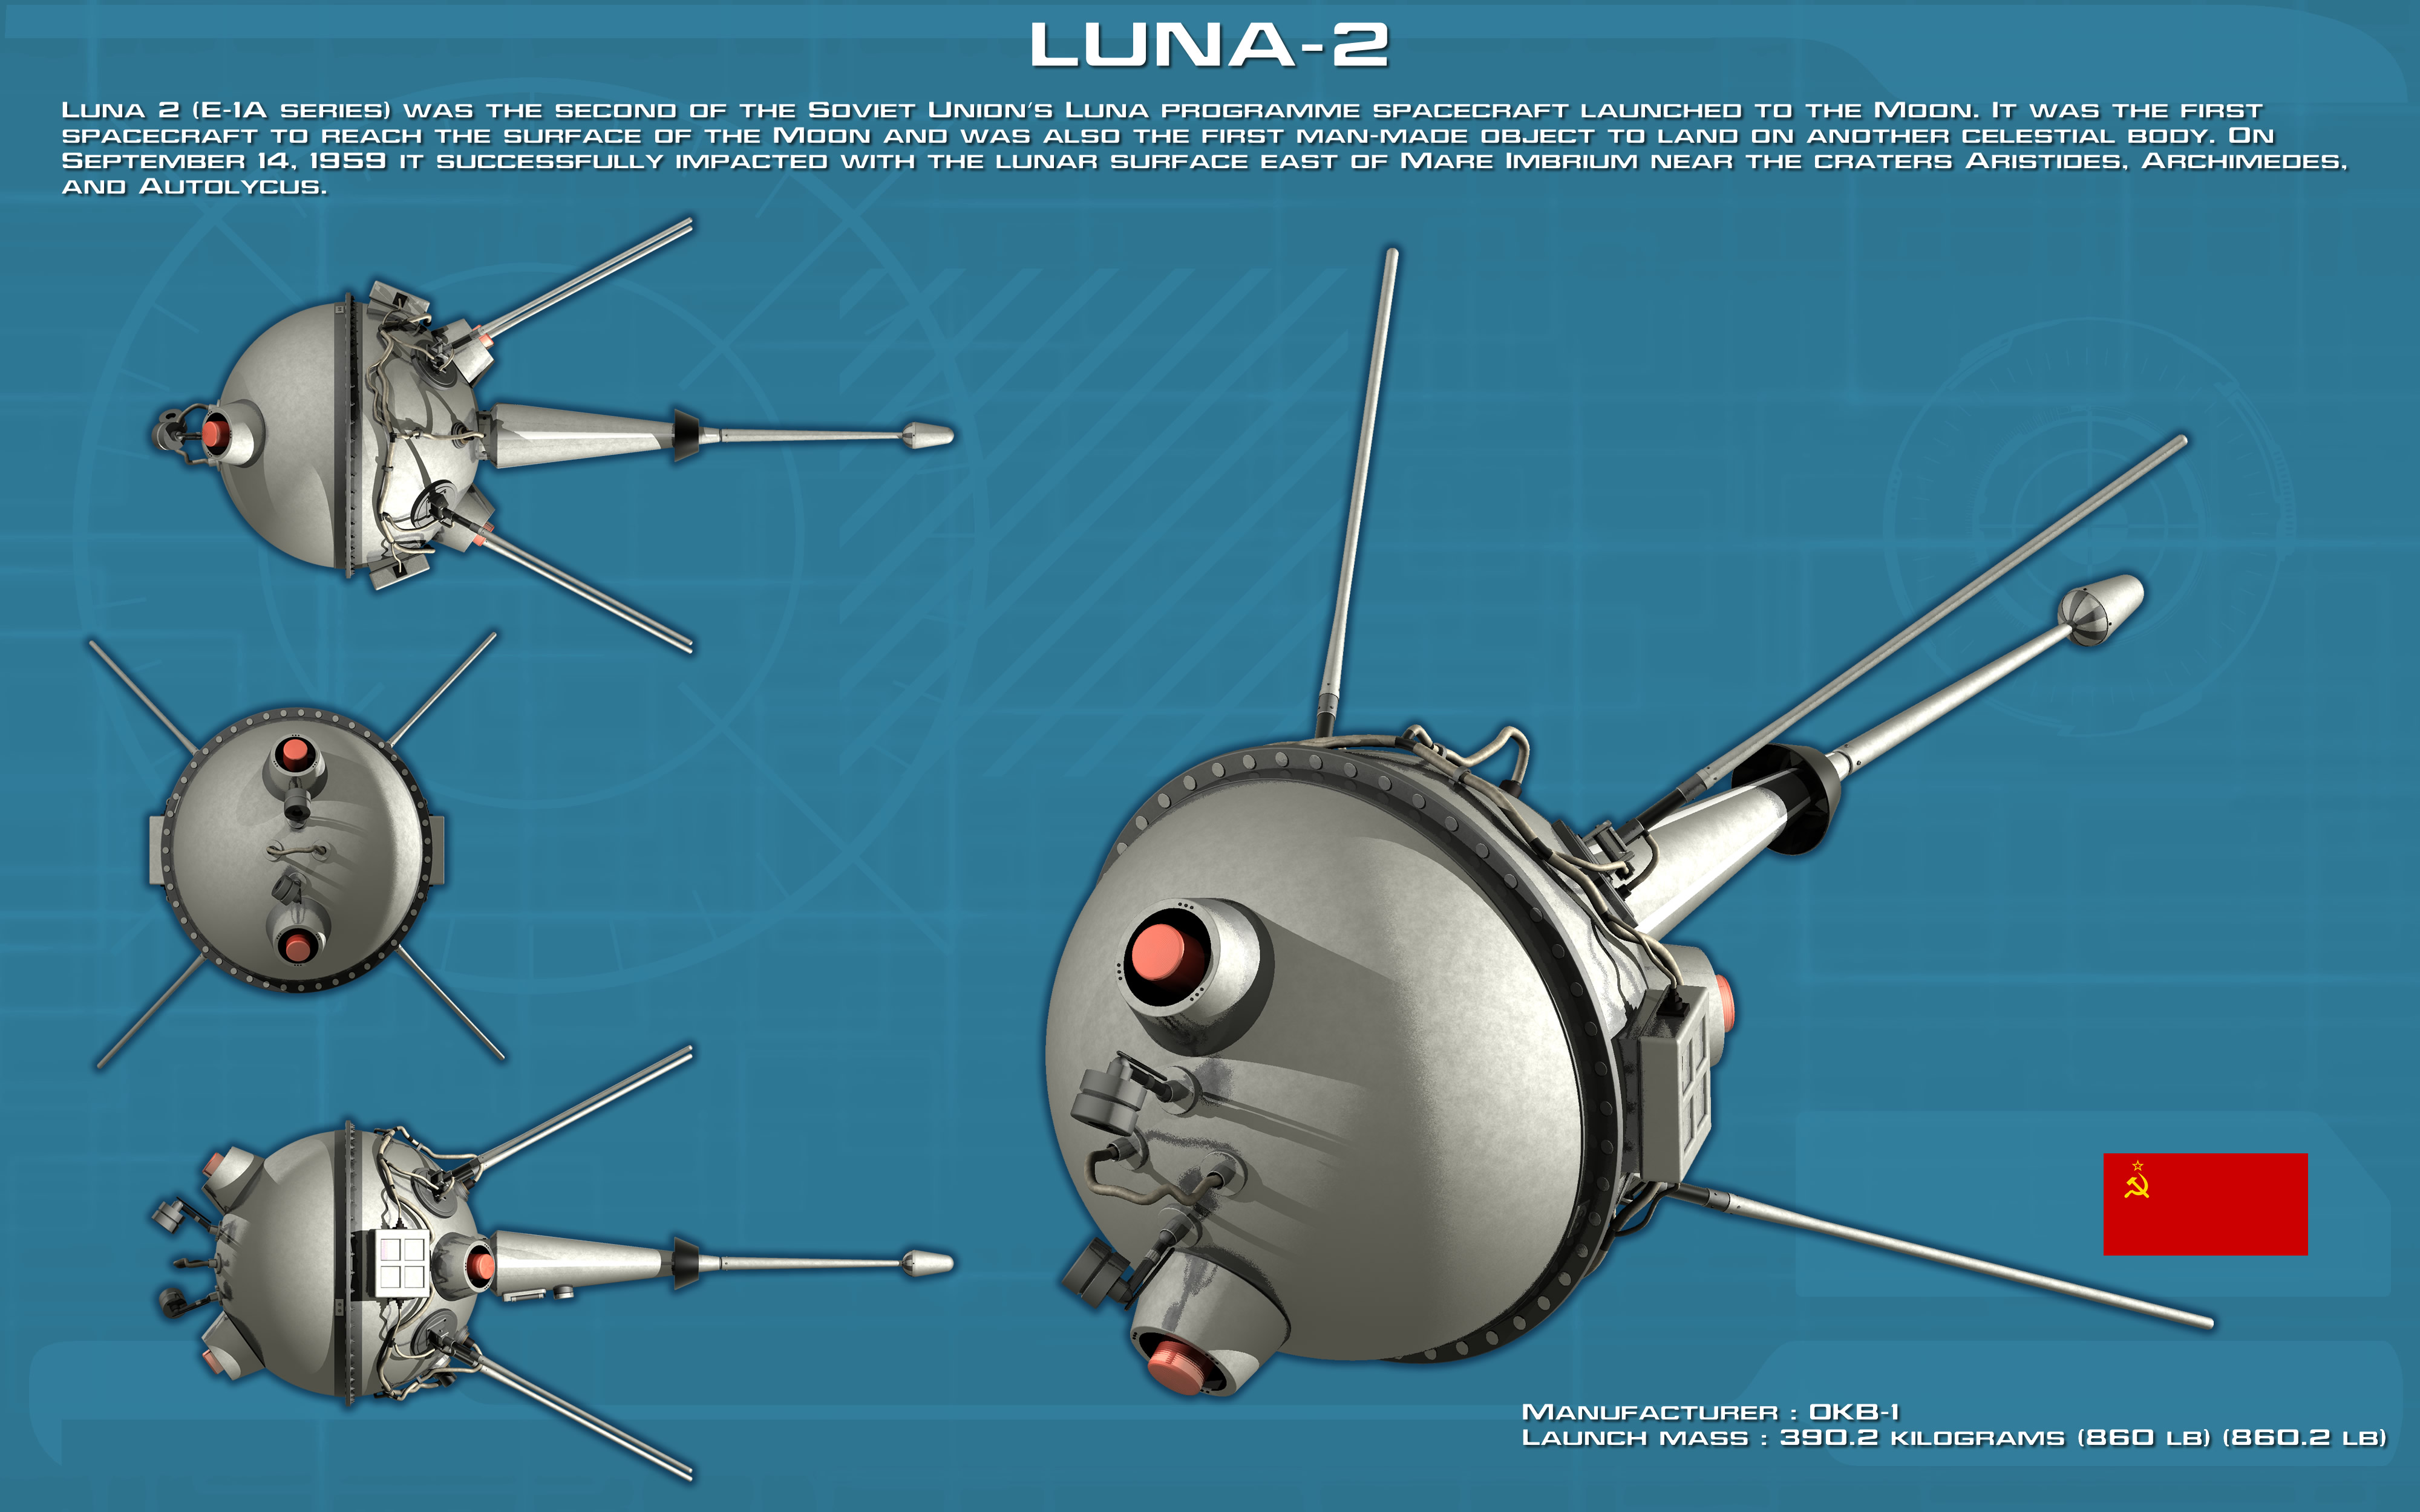 LUNA-2
Luna 2 (E-1A series) was the second of the Soviet Union's Luna programme spacecraft launched to the Moon. It was the first
spacecraft to reach the surface of the Moon and was also the first man-made object to land on another celestial body. On
September 14, 1959 it successfully impacted with the lunar surface east of Mare Imbrium near the craters Aristides, Archimedes,
and Autolycus.
Manufacturer : OKB-1
Launch mass : 390.2 kilograms (860 lb) (860.2 lb)